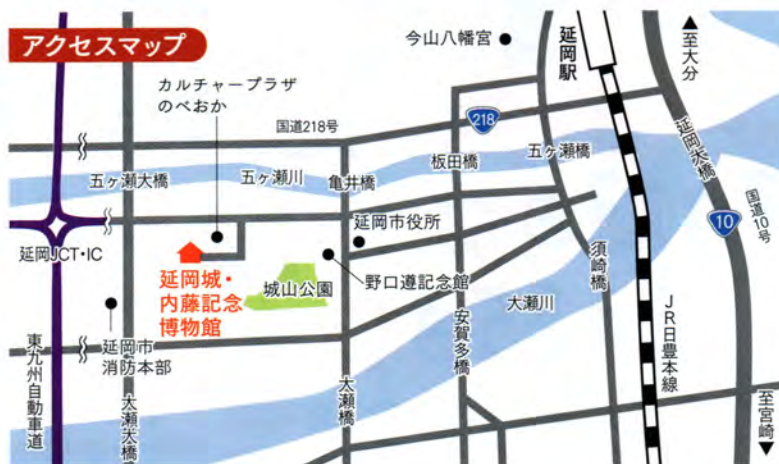 アクセスマップ
今山八幡宮
延岡駅
至大分
カルチャープラザ
のべおか
国道218号
218
延岡大橋
五ヶ瀬大橋
五ヶ瀬川
亀井橋
板田橋
五ヶ瀬橋
国道10号
10
延岡JCT・IC
延岡市役所
須崎橋
延岡城・
内藤記念
博物館
城山公園
野口遵記念館
大瀬川
安賀多橋
JR日豊本線
延岡市
消防本部
東九州自動車道
大瀬大橋
大瀬橋
至宮崎